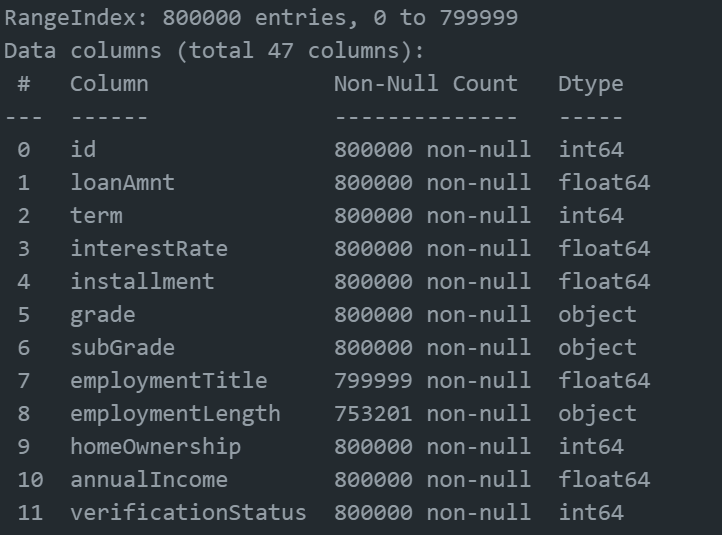 RangeIndex: 800000 entries, 0 to 799999
Data columns (total 47 columns):
 #   Column              Non-Null Count   Dtype
---  ------              --------------   -----
 0   id                  800000 non-null  int64
 1   loanAmnt            800000 non-null  float64
 2   term                800000 non-null  int64
 3   interestRate        800000 non-null  float64
 4   installment         800000 non-null  float64
 5   grade               800000 non-null  object
 6   subGrade            800000 non-null  object
 7   employmentTitle     799999 non-null  float64
 8   employmentLength    753201 non-null  object
 9   homeOwnership       800000 non-null  int64
 10  annualIncome        800000 non-null  float64
 11  verificationStatus  800000 non-null  int64